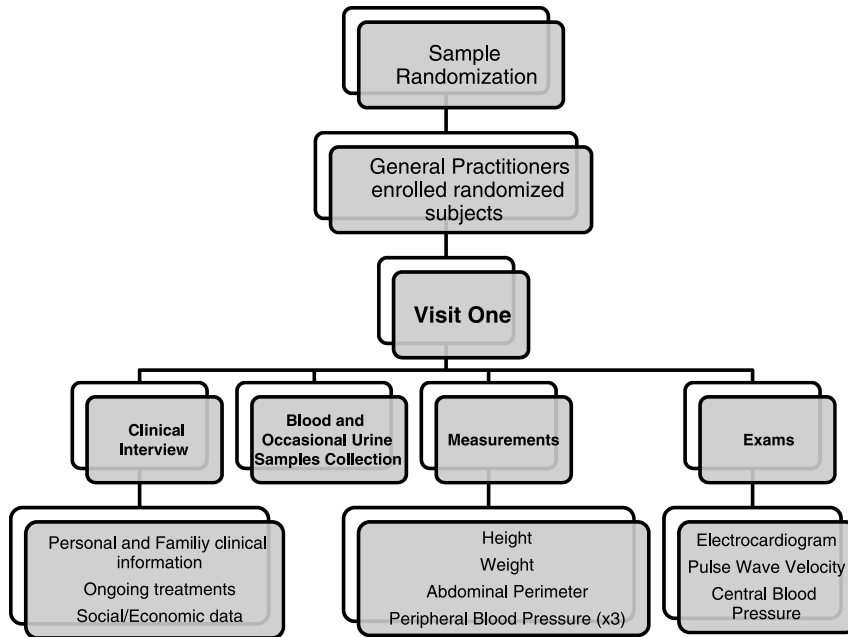 Sample
Randomization
General Practitioners
enrolled randomized
subjects
Visit One
Clinical
Interview
Blood and
Occasional Urine
Samples Collection
Measurements
Exams
Personal and Familiy clinical
information
Ongoing treatments
Social/Economic data
Height
Weight
Abdominal Perimeter
Peripheral Blood Pressure (x3)
Electrocardiogram
Pulse Wave Velocity
Central Blood
Pressure